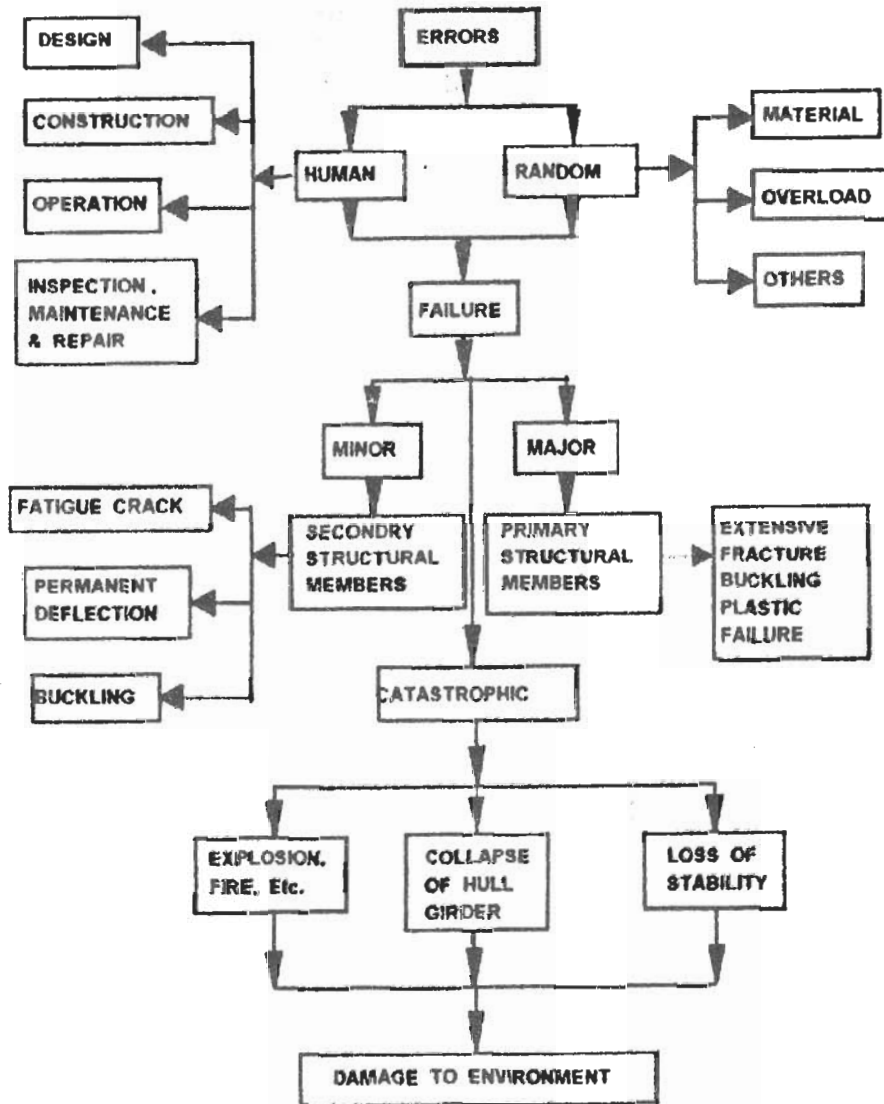 ERRORS
DESIGN
CONSTRUCTION
OPERATION
INSPECTION,
MAINTENANCE
& REPAIR
HUMAN
RANDOM
MATERIAL
OVERLOAD
OTHERS
FAILURE
MINOR
MAJOR
FATIGUE CRACK
PERMANENT
DEFLECTION
BUCKLING
SECONDRY
STRUCTURAL
MEMBERS
PRIMARY
STRUCTURAL
MEMBERS
EXTENSIVE
FRACTURE
BUCKLING
PLASTIC
FAILURE
CATASTROPHIC
EXPLOSION,
FIRE, Etc.
COLLAPSE
OF HULL
GIRDER
LOSS OF
STABILITY
DAMAGE TO ENVIRONMENT